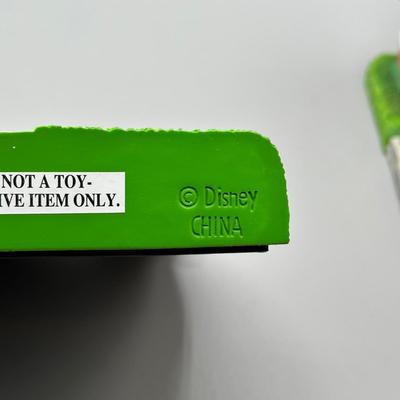 NOT A TOY-
IVE ITEM ONLY.
© Disney
CHINA